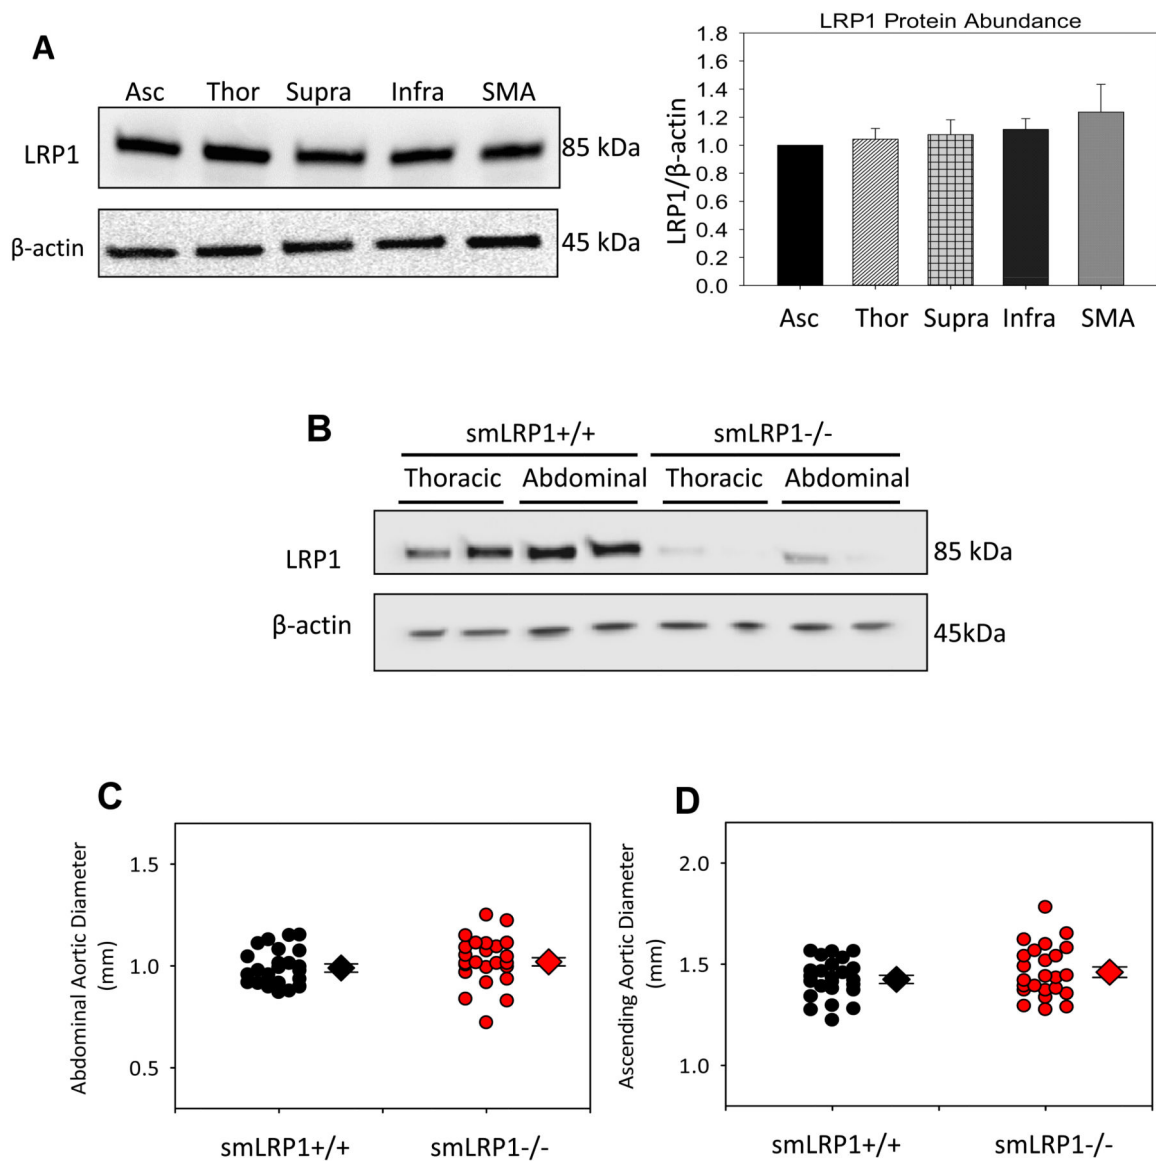 A
Asc Thor Supra Infra SMA
LRP1
85 kDa
β-actin
45 kDa
LRP1 Protein Abundance
LRP1/β-actin
1.8
1.6
1.4
1.2
1.0
0.8
0.6
0.4
0.2
0.0
Asc Thor Supra Infra SMA
B
smLRP1+/+ smLRP1-/-
Thoracic Abdominal Thoracic Abdominal
LRP1
85 kDa
β-actin
45kDa
C
Abdominal Aortic Diameter
(mm)
1.5
1.0
0.5
smLRP1+/+ smLRP1-/-
D
Ascending Aortic Diameter
(mm)
2.0
1.5
1.0
smLRP1+/+ smLRP1-/-